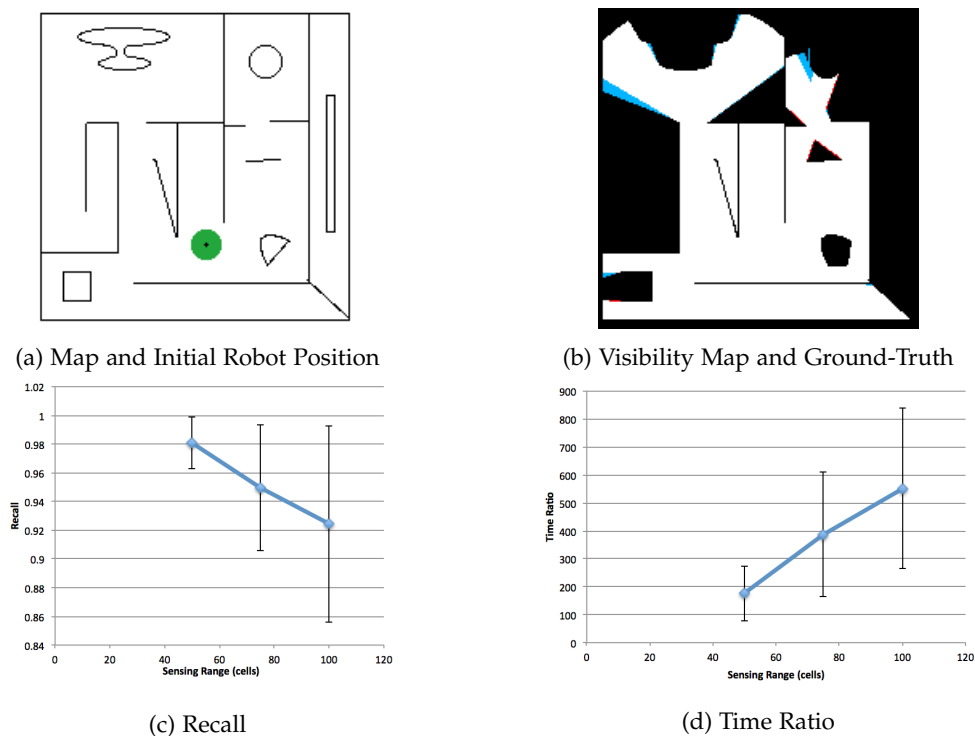 (a) Map and Initial Robot Position
(b) Visibility Map and Ground-Truth
1.02
1
0.98
0.96
0.94
0.92
0.9
0.88
0.86
0.84
Recall
0 20 40 60 80 100 120
Sensing Range (cells)
(c) Recall
900
800
700
600
500
400
300
200
100
0
Time Ratio
0 20 40 60 80 100 120
Sensing Range (cells)
(d) Time Ratio